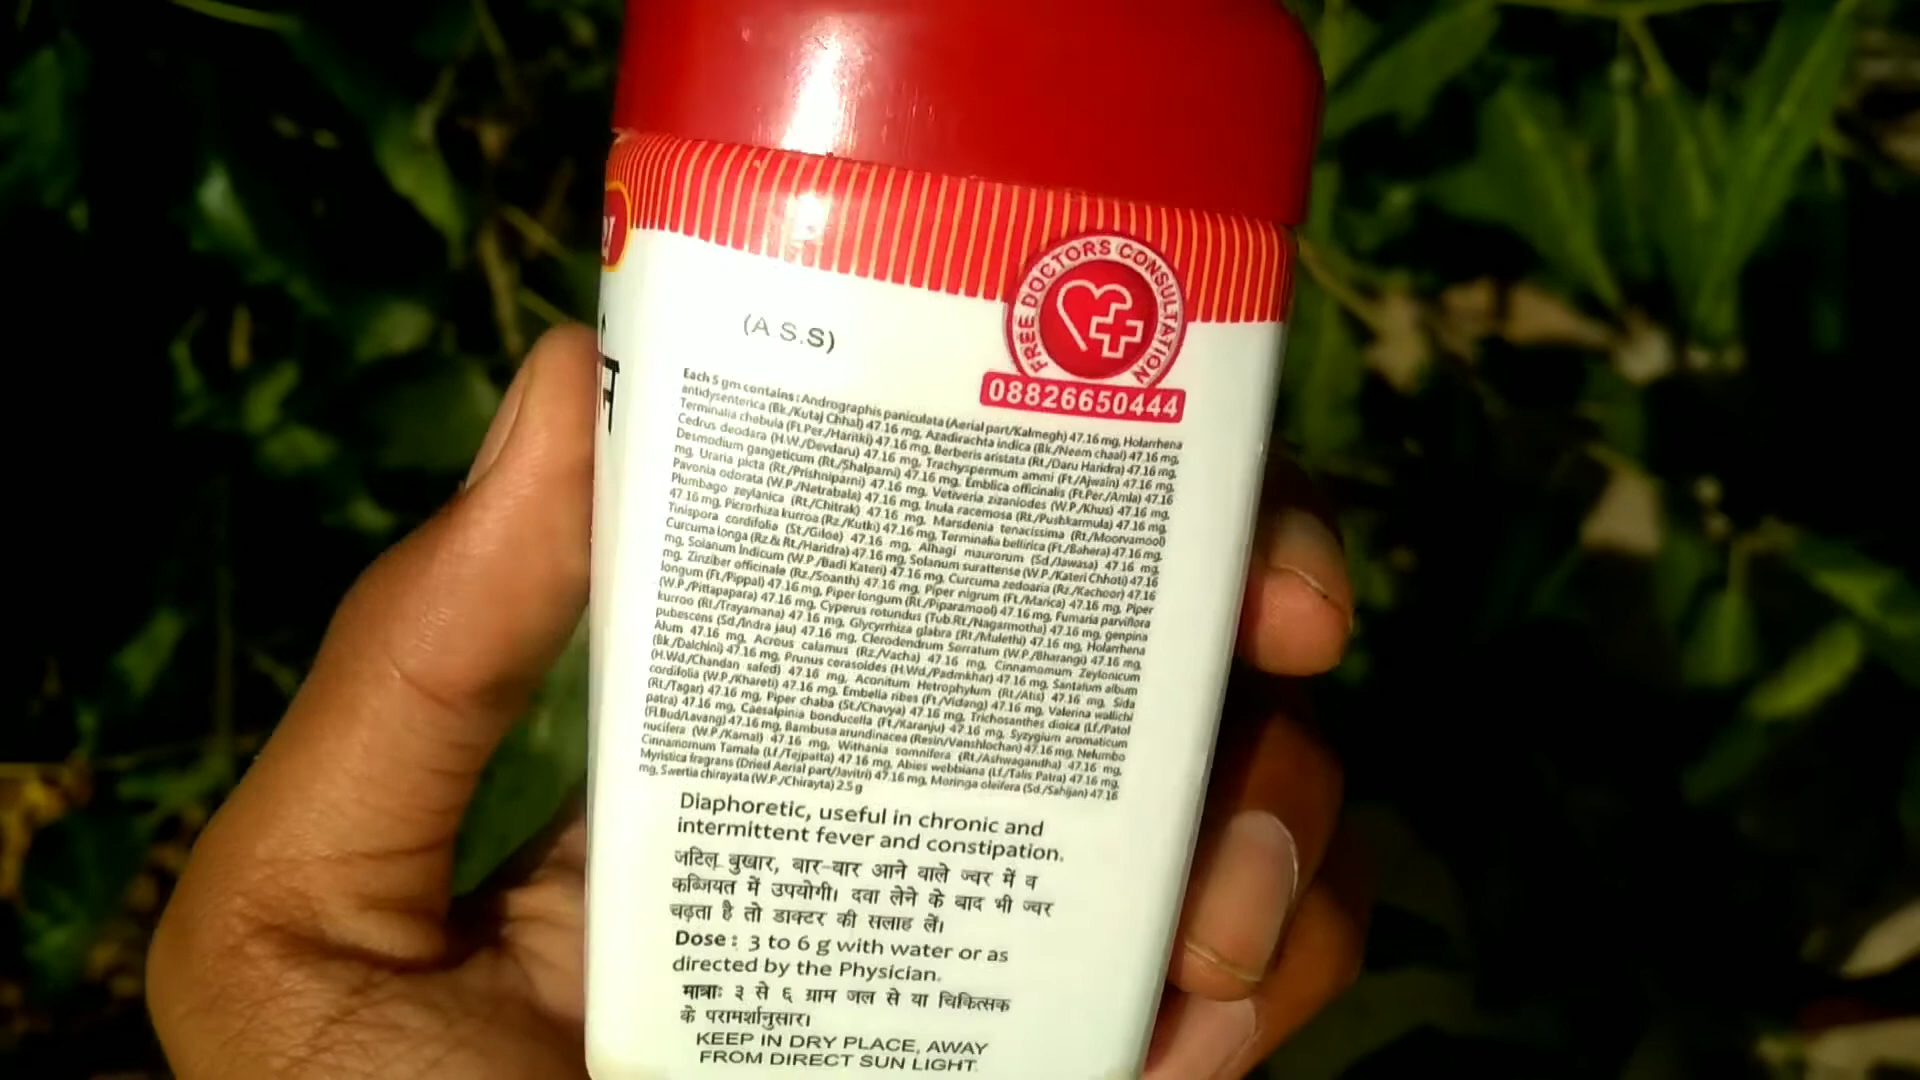 FREE DOCTORS CONSULTATION
08826650444
(A S.S)
Each 5 gm contains : Andrographis paniculata (Aerial part/Kalmegh) 47.16 mg, Holarrhena
antidysenterica (Bk./Kutaj Chhal) 47.16 mg, Azadirachta indica (Bk./Neem chaal) 47.16 mg,
Terminalia chebula (Ft.Per./Haritki) 47.16 mg, Berberis aristata (Rt./Daru Haridra) 47.16 mg,
Cedrus deodara (H.W./Devdaru) 47.16 mg, Trachyspermum ammi (Ft./Ajwain) 47.16 mg,
Desmodium gangeticum (Rt./Shalparni) 47.16 mg, Emblica officinalis (Ft.Per./Amla) 47.16
mg, Uraria picta (Rt./Prishniparni) 47.16 mg, Vetiveria zizaniodes (W.P./Khus) 47.16 mg,
Pavonia odorata (W.P./Netrabala) 47.16 mg, Inula racemosa (Rt./Pushkarmula) 47.16 mg,
Plumbago zeylanica (Rt./Chitrak) 47.16 mg, Marsdenia tenacissima (Rt./Moorvamool)
47.16 mg, Picrorhiza kurroa (Rz./Kutki) 47.16 mg, Terminalia bellirica (Ft./Bahera) 47.16 mg,
Tinispora cordifolia (St./Giloe) 47.16 mg, Alhagi maurorum (Sd./Jawasa) 47.16 mg,
Curcuma longa (Rz.& Rt./Haridra) 47.16 mg, Solanum surattense (W.P./Kateri Chhoti) 47.16
mg, Solanum Indicum (W.P./Badi Kateri) 47.16 mg, Curcuma zedoaria (Rz./Kachoor) 47.16
mg, Zinziber officinale (Rz./Soanth) 47.16 mg, Piper nigrum (Ft./Marica) 47.16 mg, Piper
longum (Ft./Pippal) 47.16 mg, Piper longum (Rt./Piparamool) 47.16 mg, Fumaria parviflora
(W.P./Pittapapara) 47.16 mg, Cyperus rotundus (Tub.Rt./Nagarmotha) 47.16 mg, genpina
kurroo (Rt./Trayamana) 47.16 mg, Glycyrrhiza glabra (Rt./Mulethi) 47.16 mg, Holarrhena
pubescens (Sd./Indra jau) 47.16 mg, Clerodendrum Serratum (W.P./Bharangi) 47.16 mg,
Alum 47.16 mg, Acrous calamus (Rz./Vacha) 47.16 mg, Cinnamomum Zeylonicum
(Bk./Dalchini) 47.16 mg, Prunus cerasoides (H.Wd./Padmkhar) 47.16 mg, Santalum album
(H.Wd./Chandan safed) 47.16 mg, Aconitum Hetrophylum (Rt./Atis) 47.16 mg, Sida
cordifolia (W.P./Khareti) 47.16 mg, Embelia ribes (Ft./Vidang) 47.16 mg, Valerina wallichi
(Rt./Tagar) 47.16 mg, Piper chaba (St./Chavya) 47.16 mg, Trichosanthes dioica (Lf./Patol
patra) 47.16 mg, Caesalpinia bonducella (Ft./Karanju) 47.16 mg, Syzygium aromaticum
(Fl.Bud/Lavang) 47.16 mg, Bambusa arundinacea (Resin/Vanshlochan) 47.16 mg, Nelumbo
nucifera (W.P./Kamal) 47.16 mg, Withania somnifera (Rt./Ashwagandha) 47.16 mg,
Cinnamomum Tamala (Lf./Tejpatta) 47.16 mg, Abies webbiana (Lf./Talis Patra) 47.16 mg,
Myristica fragrans (Dried Aerial part/Javitri) 47.16 mg, Moringa oleifera (Sd./Sahijan) 47.16
mg, Swertia chirayata (W.P./Chirayta) 2.5 g
Diaphoretic, useful in chronic and
intermittent fever and constipation.
जटिल बुखार, बार-बार आने वाले ज्वर में व
कब्जियत में उपयोगी। दवा लेने के बाद भी ज्वर
चढ़ता है तो डाक्टर की सलाह लें।
Dose : 3 to 6 g with water or as
directed by the Physician.
मात्राः ३ से ६ ग्राम जल से या चिकित्सक
के परामर्शानुसार।
KEEP IN DRY PLACE, AWAY
FROM DIRECT SUN LIGHT